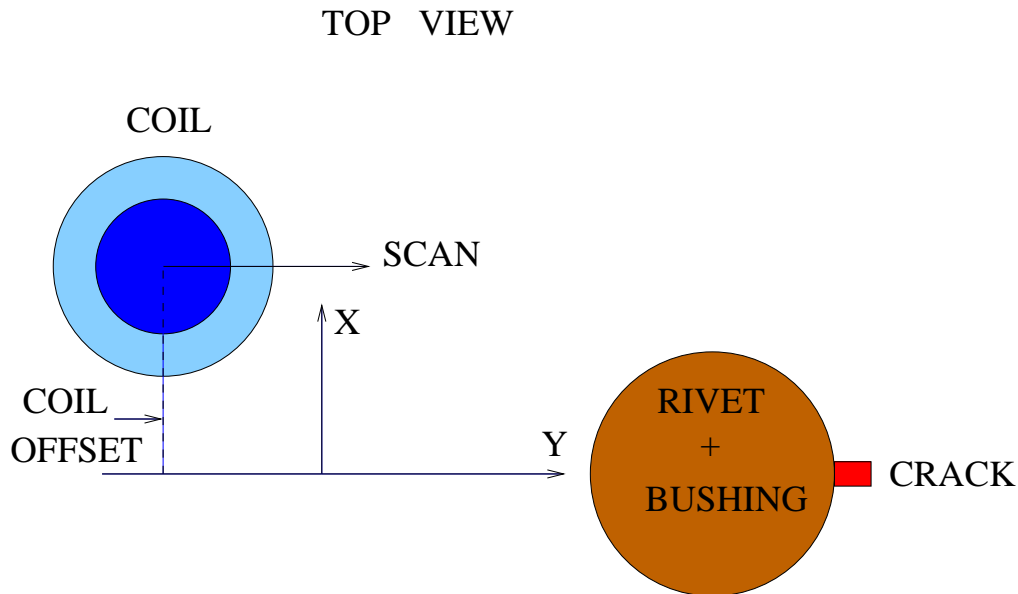 TOP VIEW
COIL
SCAN
X
COIL
OFFSET
Y
RIVET
+
BUSHING
CRACK